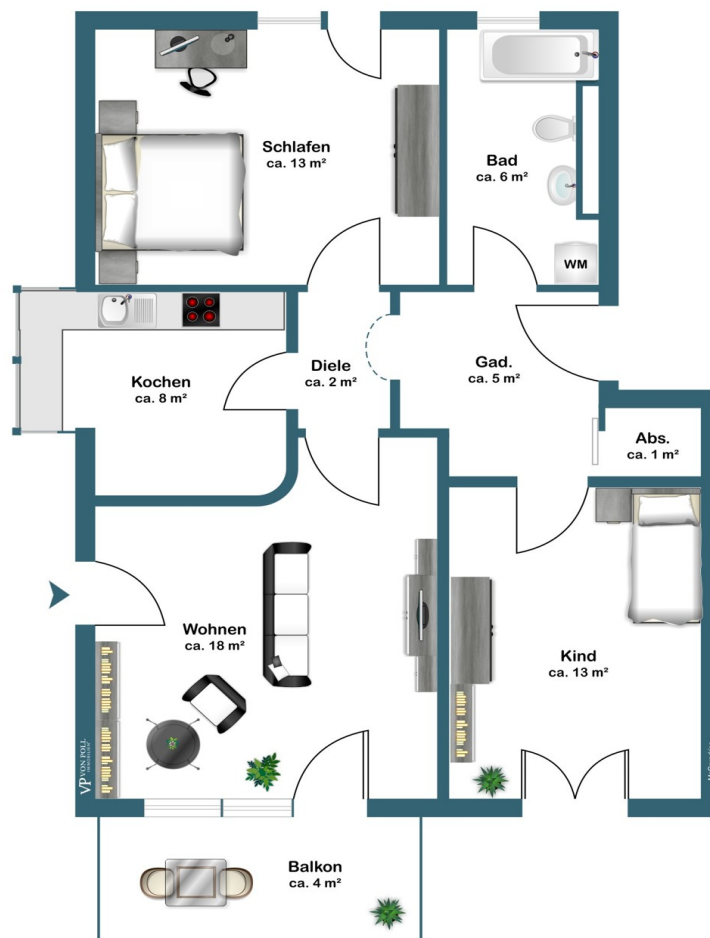 Schlafen
ca. 13 m²
Bad
ca. 6 m²
WM
Kochen
ca. 8 m²
Diele
ca. 2 m²
Gad.
ca. 5 m²
Abs.
ca. 1 m²
Wohnen
ca. 18 m²
Kind
ca. 13 m²
VP VON POLL
Balkon
ca. 4 m²